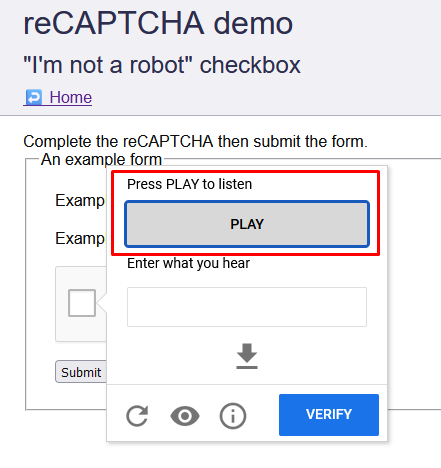 reCAPTCHA demo
"I'm not a robot" checkbox
Home
Complete the reCAPTCHA then submit the form.
An example form
Press PLAY to listen
Examp
PLAY
Examp
Enter what you hear
Submit
VERIFY